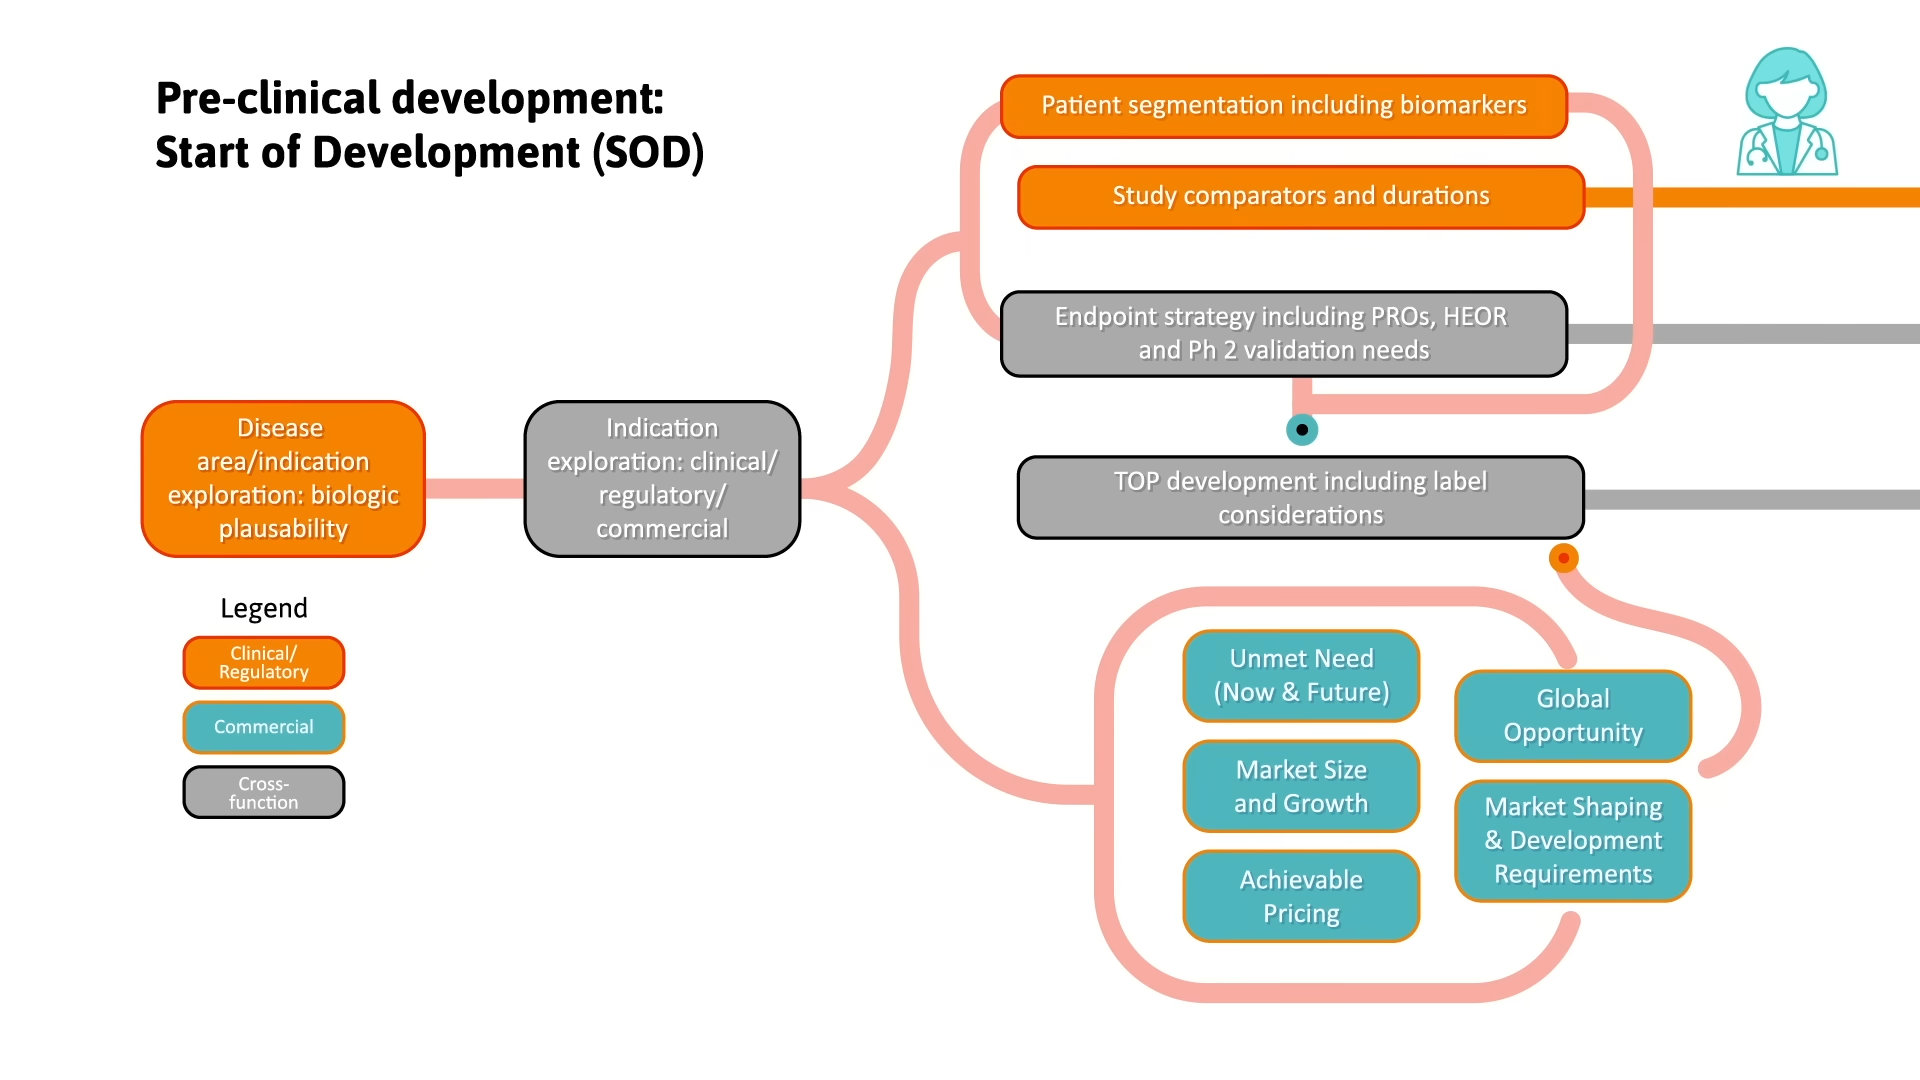 Pre-clinical development:
Start of Development (SOD)
Patient segmentation including biomarkers
Study comparators and durations
Endpoint strategy including PROs, HEOR
and Ph 2 validation needs
Disease
area/indication
exploration: biologic
plausability
Indication
exploration: clinical/
regulatory/
commercial
TOP development including label
considerations
Legend
Clinical/
Regulatory
Commercial
Cross-
function
Unmet Need
(Now & Future)
Market Size
and Growth
Achievable
Pricing
Global
Opportunity
Market Shaping
& Development
Requirements